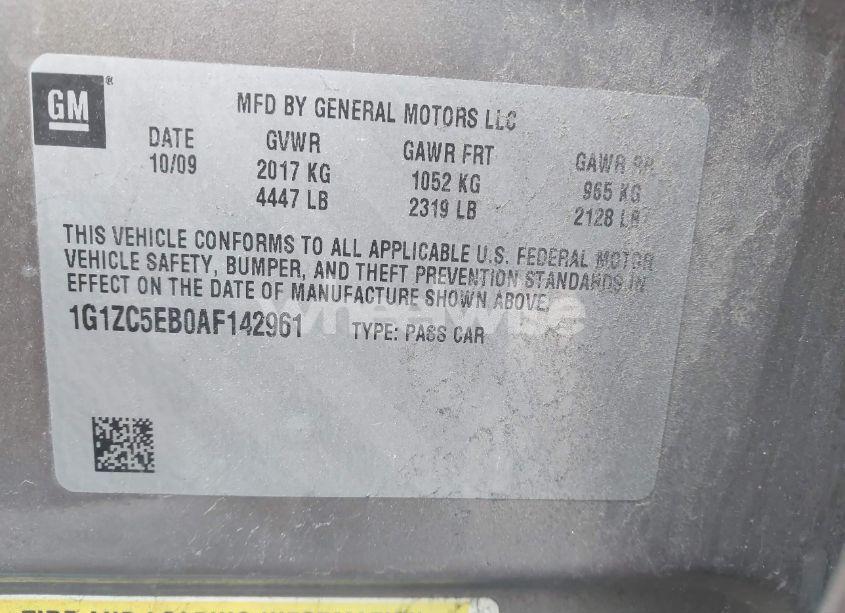 GM®
MFD BY GENERAL MOTORS LLC
DATE GVWR GAWR FRT GAWR RR
10/09 2017 KG 1052 KG 965 KG
4447 LB 2319 LB 2128 LB
THIS VEHICLE CONFORMS TO ALL APPLICABLE U.S. FEDERAL MOTOR
VEHICLE SAFETY, BUMPER, AND THEFT PREVENTION STANDARDS IN
EFFECT ON THE DATE OF MANUFACTURE SHOWN ABOVE.
1G1ZC5EB0AF142961 TYPE: PASS CAR
wheelwise